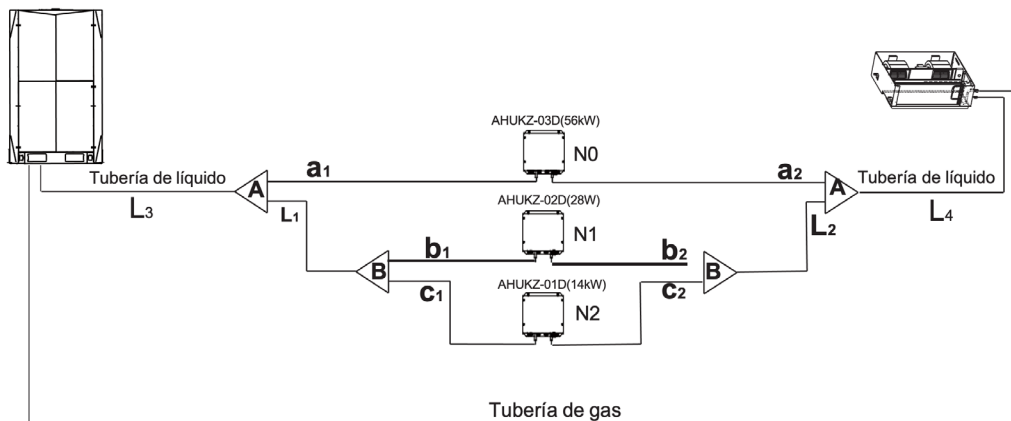 AHUKZ-03D(56kW)
N0
a1
a2
Tubería de líquido
A
A
Tubería de líquido
L3
L1
L2
L4
AHUKZ-02D(28W)
N1
b1
b2
B
B
c1
c2
AHUKZ-01D(14kW)
N2
Tubería de gas